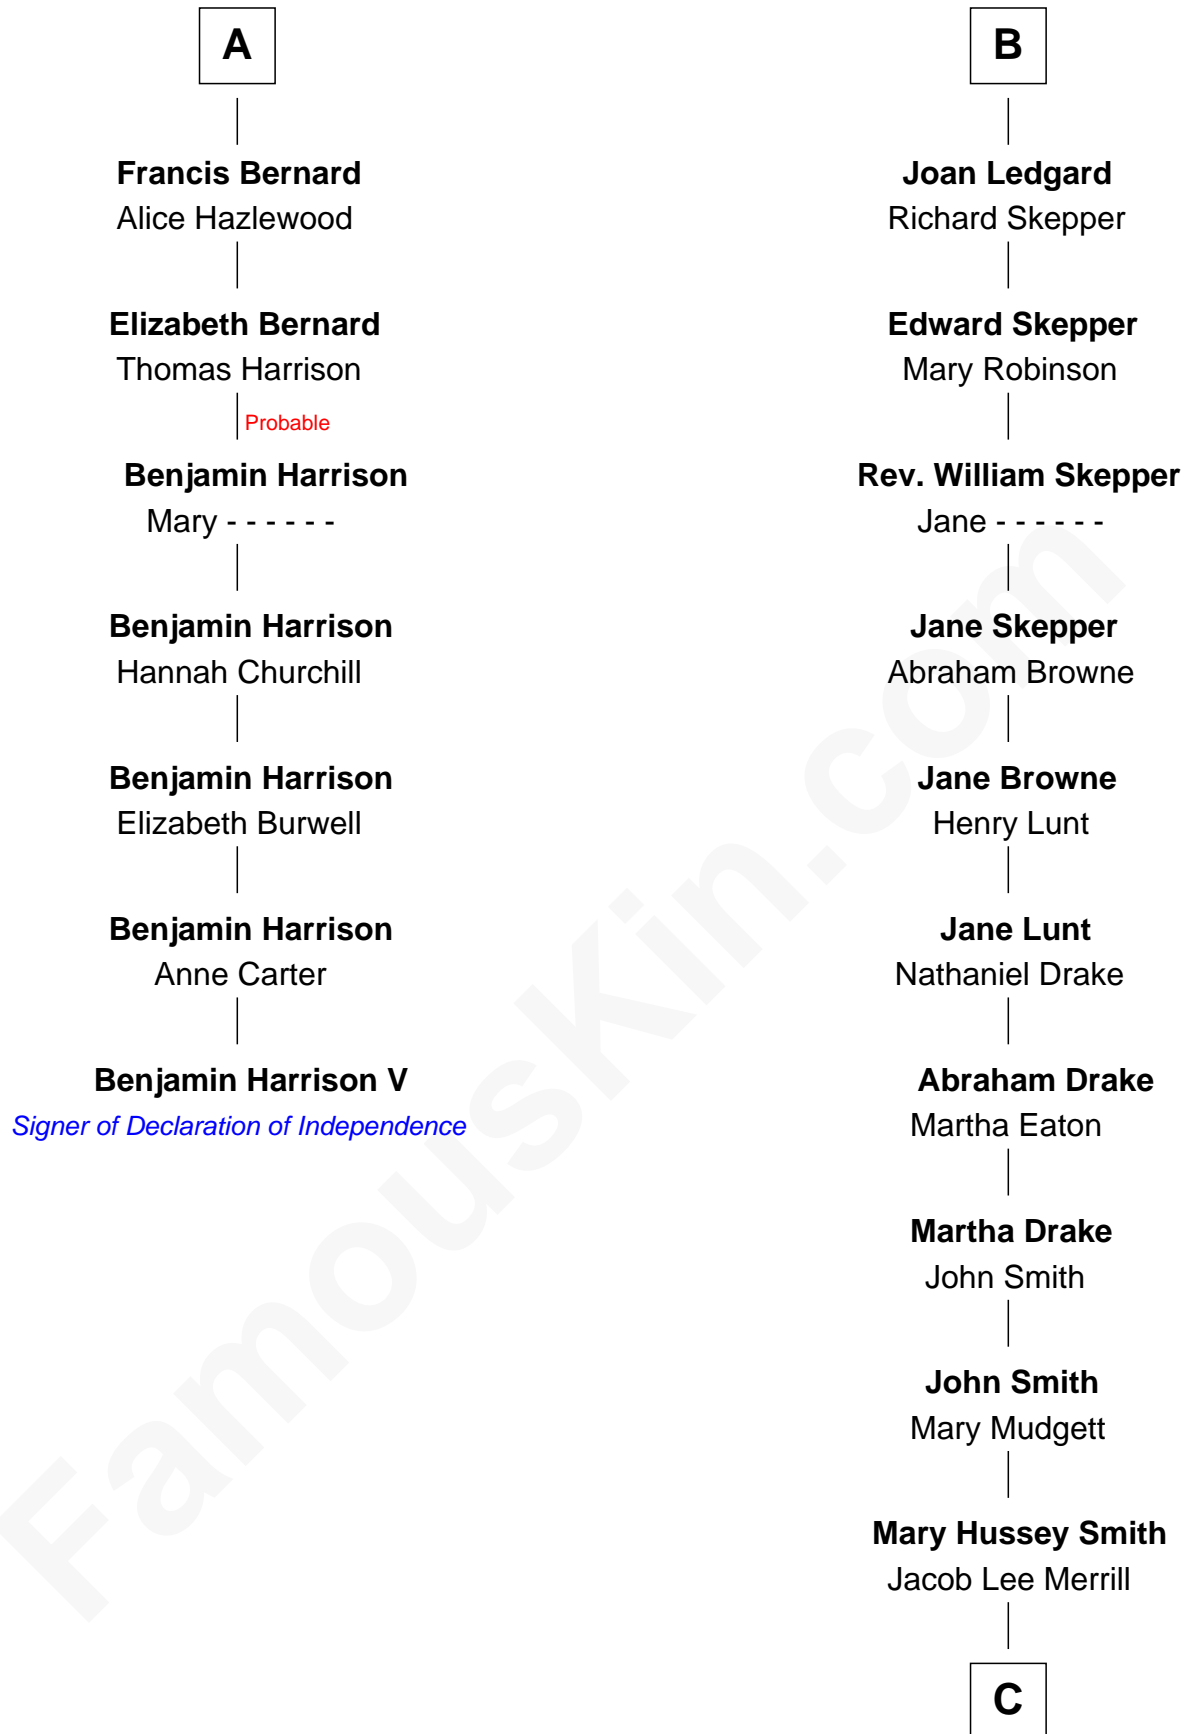 A
Francis Bernard
Alice Hazlewood
Elizabeth Bernard
Thomas Harrison
Probable
Benjamin Harrison
Mary - - - - - -
Benjamin Harrison
Hannah Churchill
Benjamin Harrison
Elizabeth Burwell
Benjamin Harrison
Anne Carter
Benjamin Harrison V
Signer of Declaration of Independence
B
Joan Ledgard
Richard Skepper
Edward Skepper
Mary Robinson
Rev. William Skepper
Jane - - - - - -
Jane Skepper
Abraham Browne
Jane Browne
Henry Lunt
Jane Lunt
Nathaniel Drake
Abraham Drake
Martha Eaton
Martha Drake
John Smith
John Smith
Mary Mudgett
Mary Hussey Smith
Jacob Lee Merrill
C
FamousKin.com